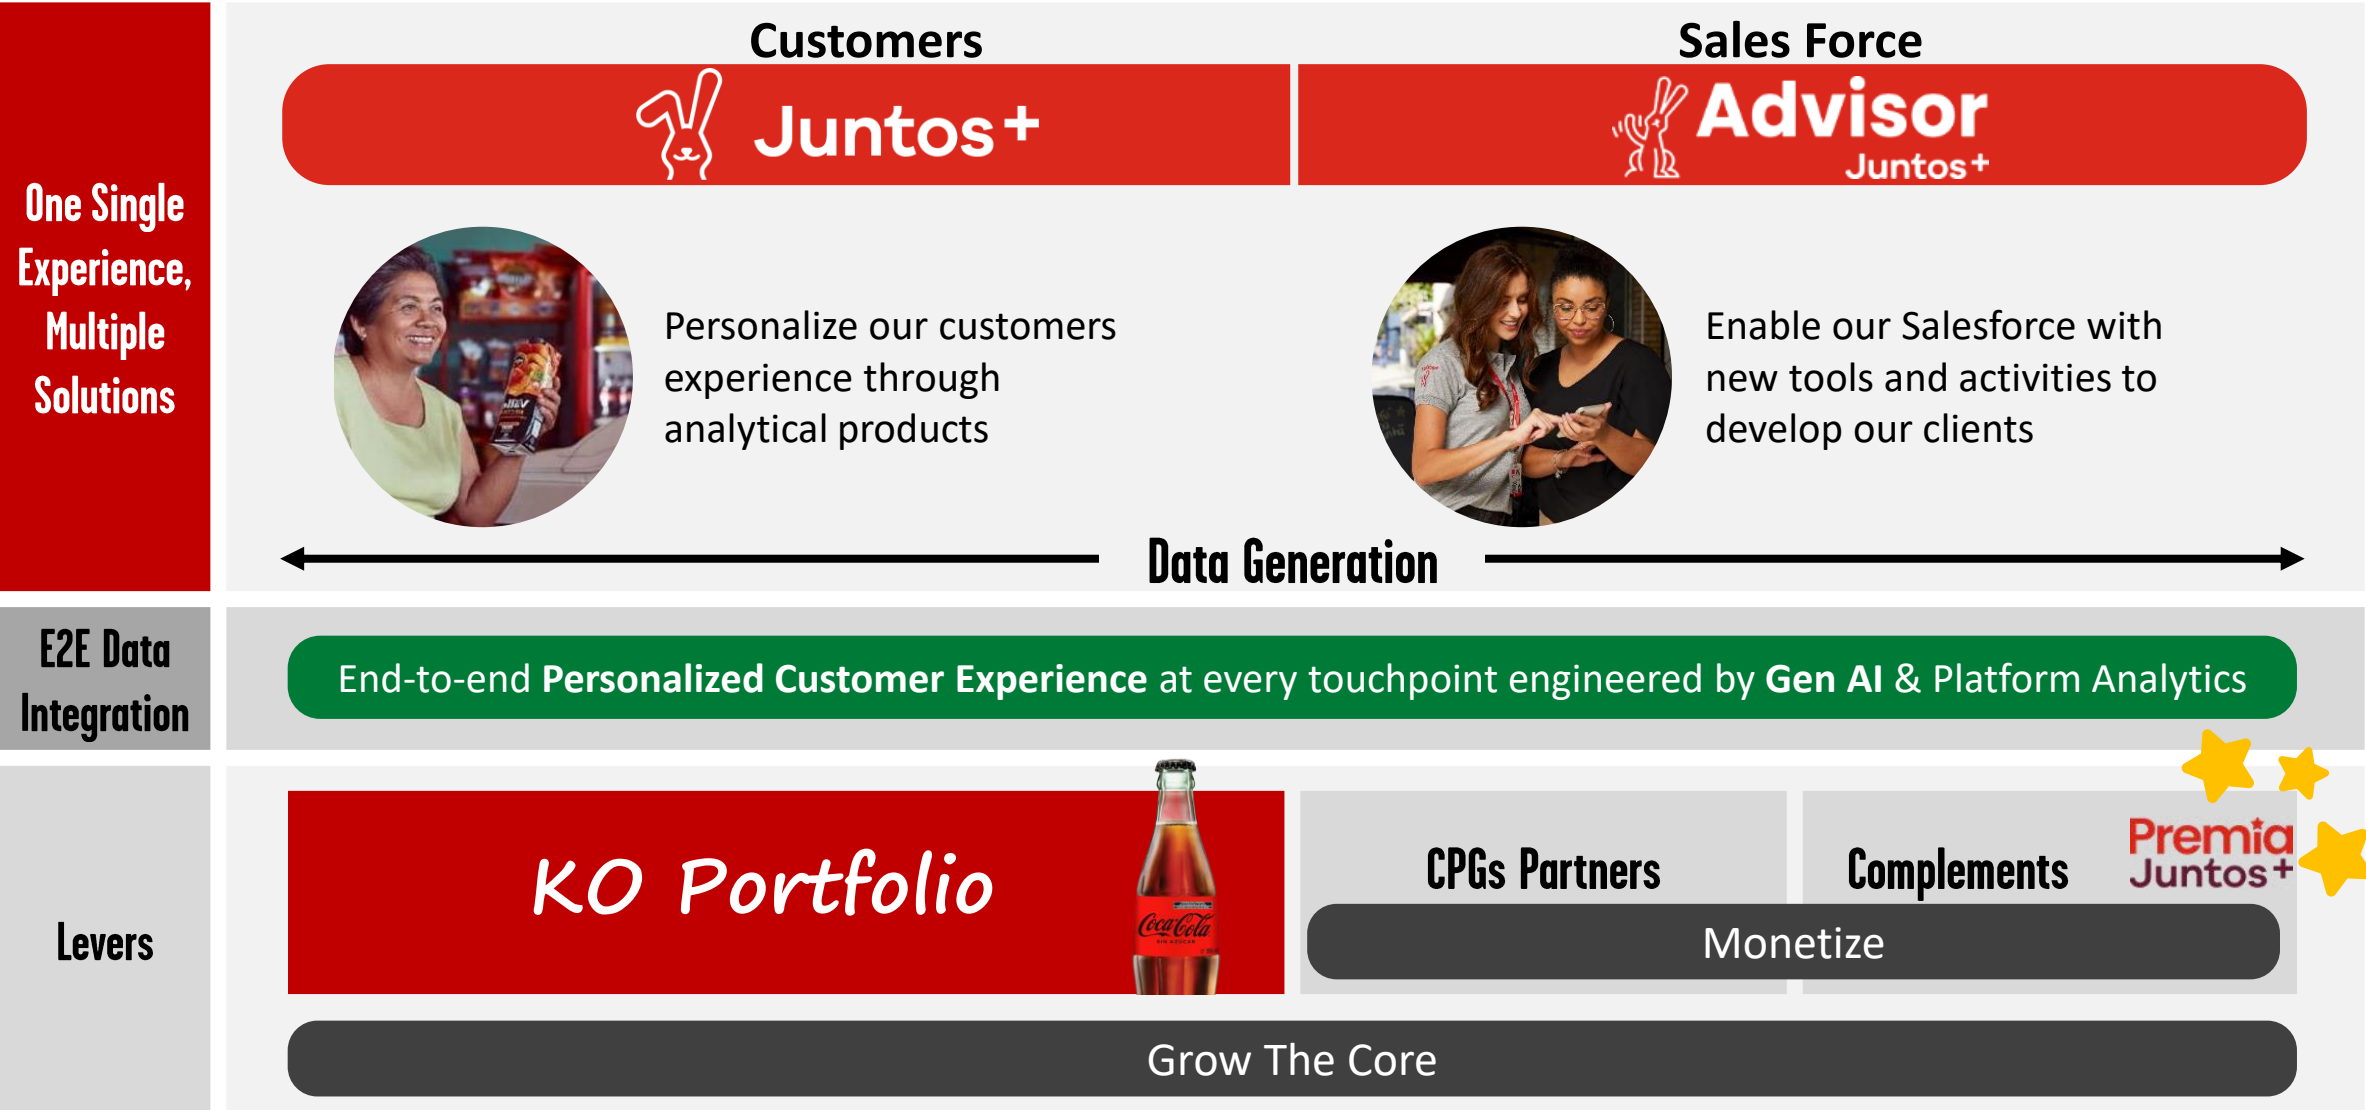 Customers
Sales Force
Juntos+
Advisor
Juntos+
One Single
Experience,
Multiple
Solutions
Personalize our customers
experience through
analytical products
Enable our Salesforce with
new tools and activities to
develop our clients
Data Generation
E2E Data
Integration
End-to-end Personalized Customer Experience at every touchpoint engineered by Gen AI & Platform Analytics
Levers
KO Portfolio
Coca-Cola
SIN AZÚCAR
CPGs Partners
Complements
Premia
Juntos+
Monetize
Grow The Core